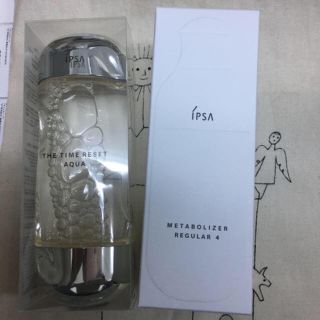 IPSA
THE TIME RESET
AQUA
IPSA
METABOLIZER
REGULAR 4